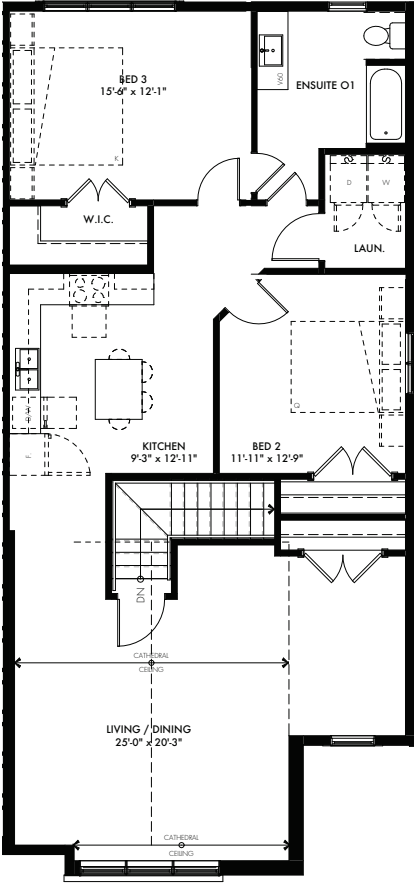 BED 3
15'-6" x 12'-1"
K
V60
ENSUITE 01
D
W
W.I.C.
LAUN.
Q
D.W.
F.
KITCHEN
9'-3" x 12'-11"
BED 2
11'-11" x 12'-9"
DN
CATHEDRAL
CEILING
LIVING / DINING
25'-0" x 20'-3"
CATHEDRAL
CEILING